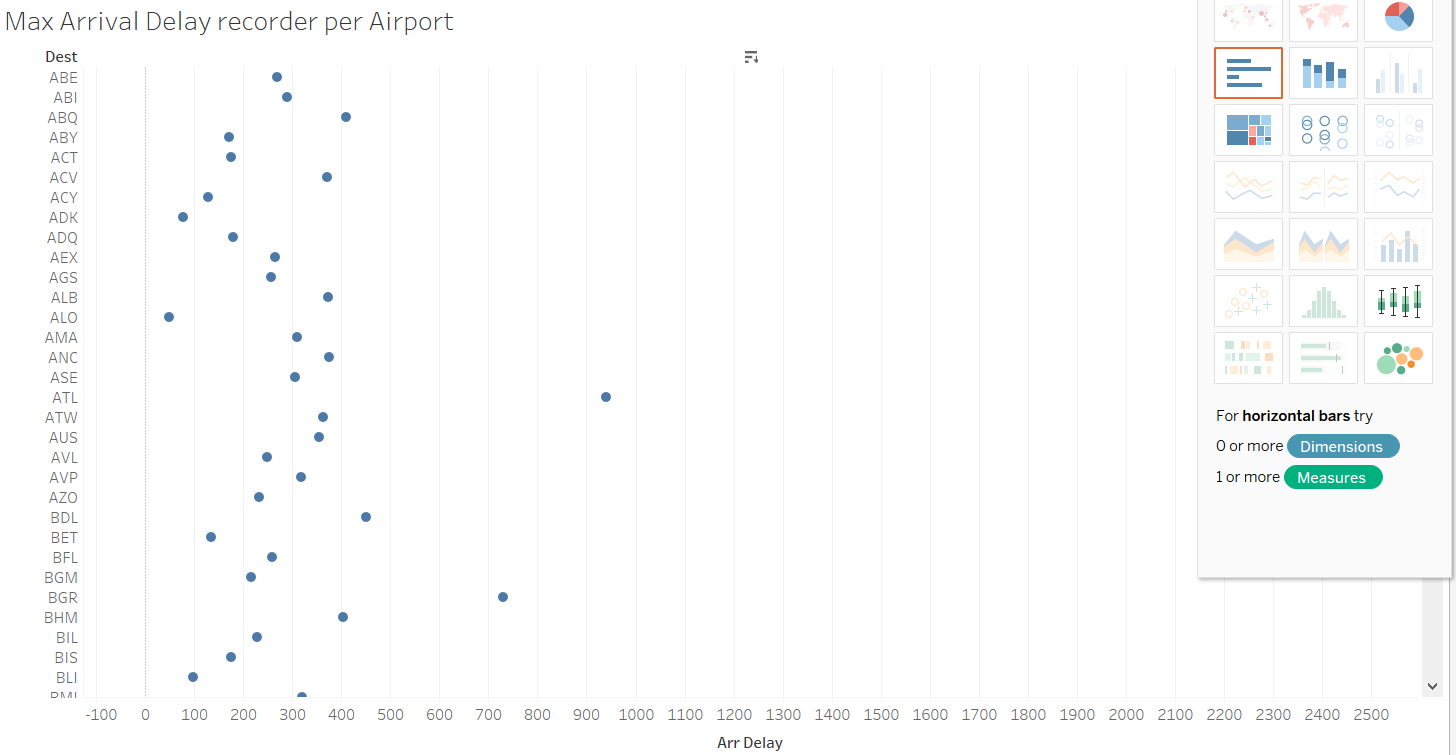 Max Arrival Delay recorder per Airport
Dest
ABE
ABI
ABQ
ABY
ACT
ACV
ACY
ADK
ADQ
AEX
AGS
ALB
ALO
AMA
ANC
ASE
ATL
ATW
AUS
AVL
AVP
AZO
BDL
BET
BFL
BGM
BGR
BHM
BIL
BIS
BLI
-100 0 100 200 300 400 500 600 700 800 900 1000 1100 1200 1300 1400 1500 1600 1700 1800 1900 2000 2100 2200 2300 2400 2500
Arr Delay
For horizontal bars try
0 or more Dimensions
1 or more Measures